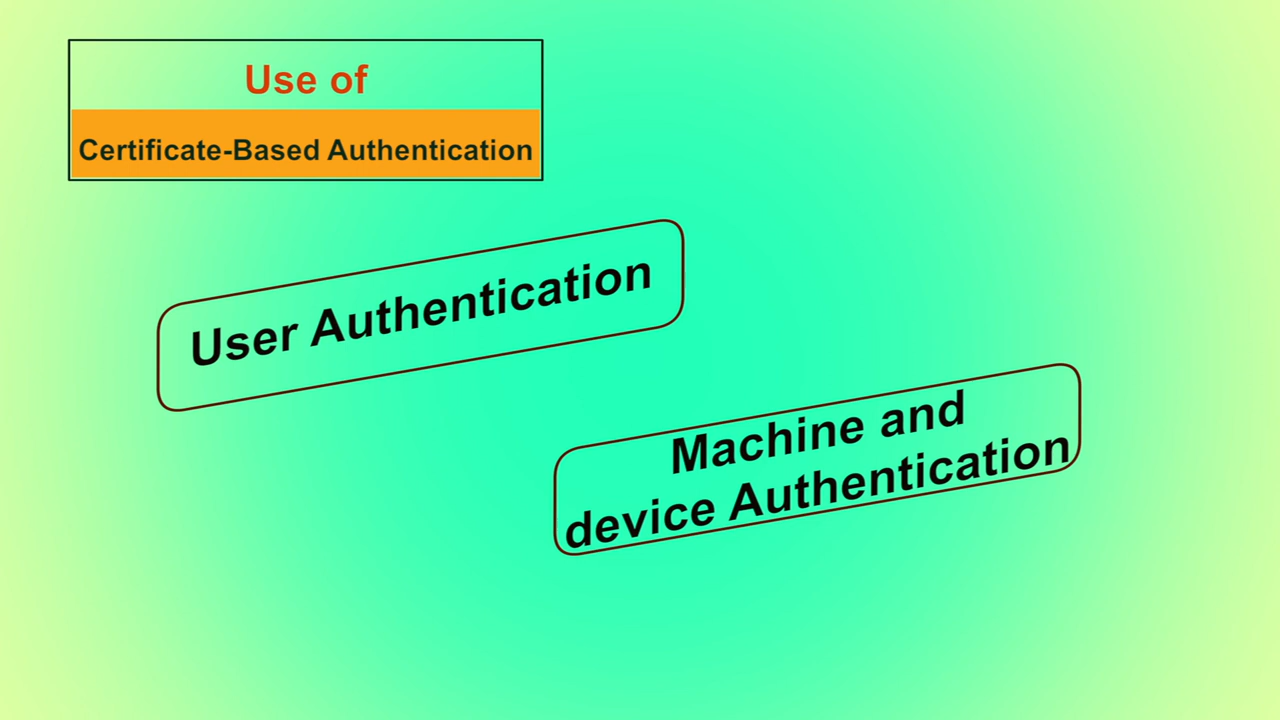 Use of
Certificate-Based Authentication
User Authentication
Machine and
device Authentication